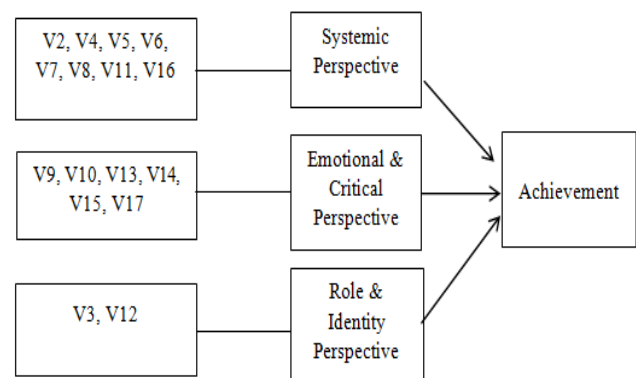 V2, V4, V5, V6,
V7, V8, V11, V16
Systemic
Perspective
V9, V10, V13, V14,
V15, V17
Emotional &
Critical
Perspective
Achievement
V3, V12
Role &
Identity
Perspective